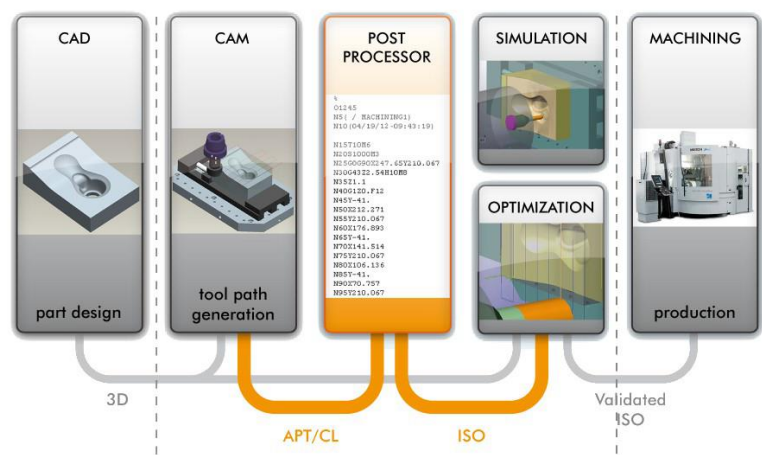 CAD
part design
CAM
tool path
generation
POST
PROCESSOR
%
O1245
N5( / MACHINING1)
N10(04/19/12-09:43:19)
N15T10M6
N20S1000M3
N25G0G90X247.65Y210.067
N30G43Z2.54H10M8
N35Z1.1
N40G1Z0.F12
N45Y-41.
N50X212.271
N55Y210.067
N60X176.893
N65Y-41.
N70X141.514
N75Y210.067
N80X106.136
N85Y-41.
N90X70.757
N95Y210.067
SIMULATION
OPTIMIZATION
MACHINING
production
3D
APT/CL
ISO
Validated
ISO